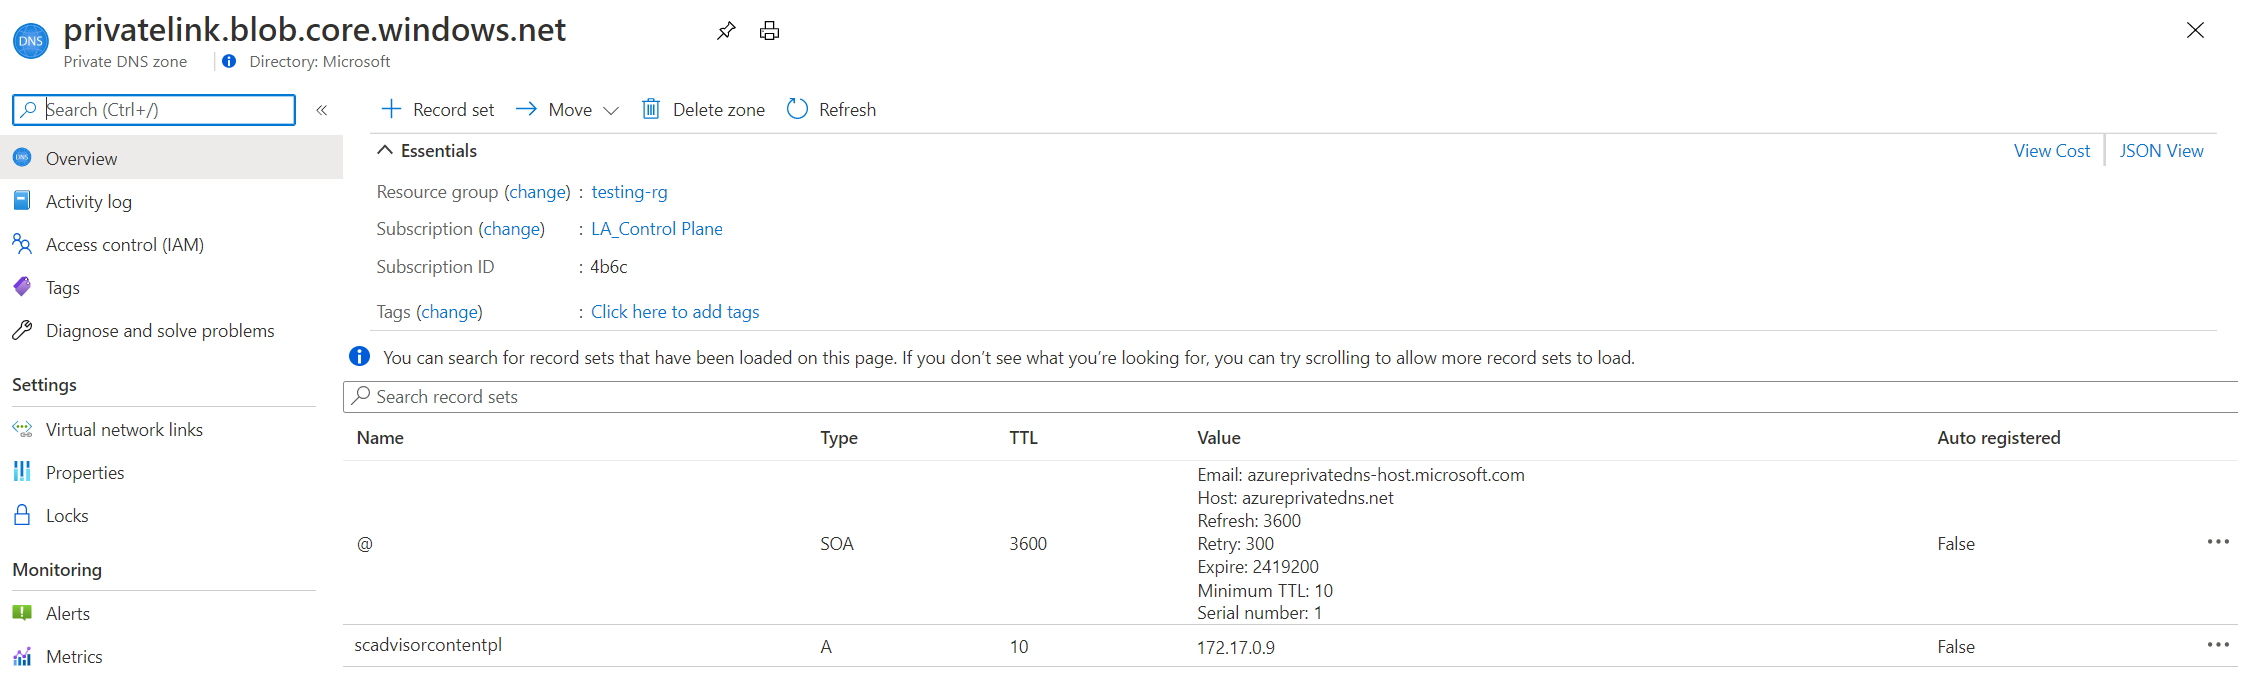 privatelink.blob.core.windows.net
DNS
Private DNS zone
Directory: Microsoft
Search (Ctrl+/)
«
Overview
Activity log
Access control (IAM)
Tags
Diagnose and solve problems
Settings
Virtual network links
Properties
Locks
Monitoring
Alerts
Metrics
Record set Move Delete zone Refresh
Essentials
View Cost JSON View
Resource group (change) : testing-rg
Subscription (change) : LA_Control Plane
Subscription ID : 4b6c
Tags (change) : Click here to add tags
You can search for record sets that have been loaded on this page. If you don't see what you're looking for, you can try scrolling to allow more record sets to load.
Search record sets
Name Type TTL Value Auto registered
@ SOA 3600
Email: azureprivatedns-host.microsoft.com
Host: azureprivatedns.net
Refresh: 3600
Retry: 300
Expire: 2419200
Minimum TTL: 10
Serial number: 1
False
scadvisorcontentpl A 10 172.17.0.9 False